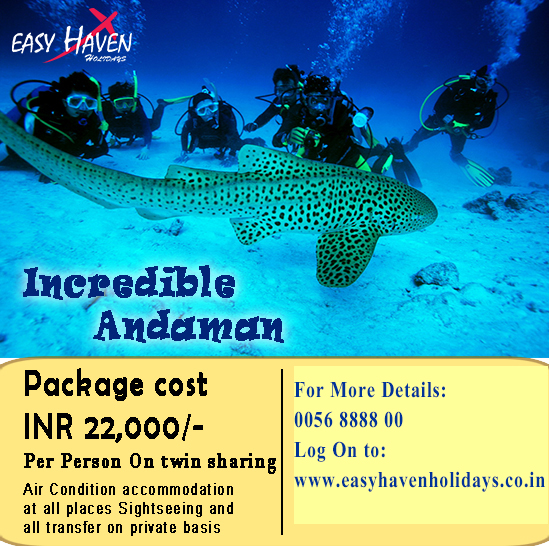 EASY HAVEN
HOLIDAYS
Incredible
Andaman
Package cost
INR 22,000/-
Per Person On twin sharing
Air Condition accommodation
at all places Sightseeing and
all transfer on private basis
For More Details:
0056 8888 00
Log On to:
www.easyhavenholidays.co.in